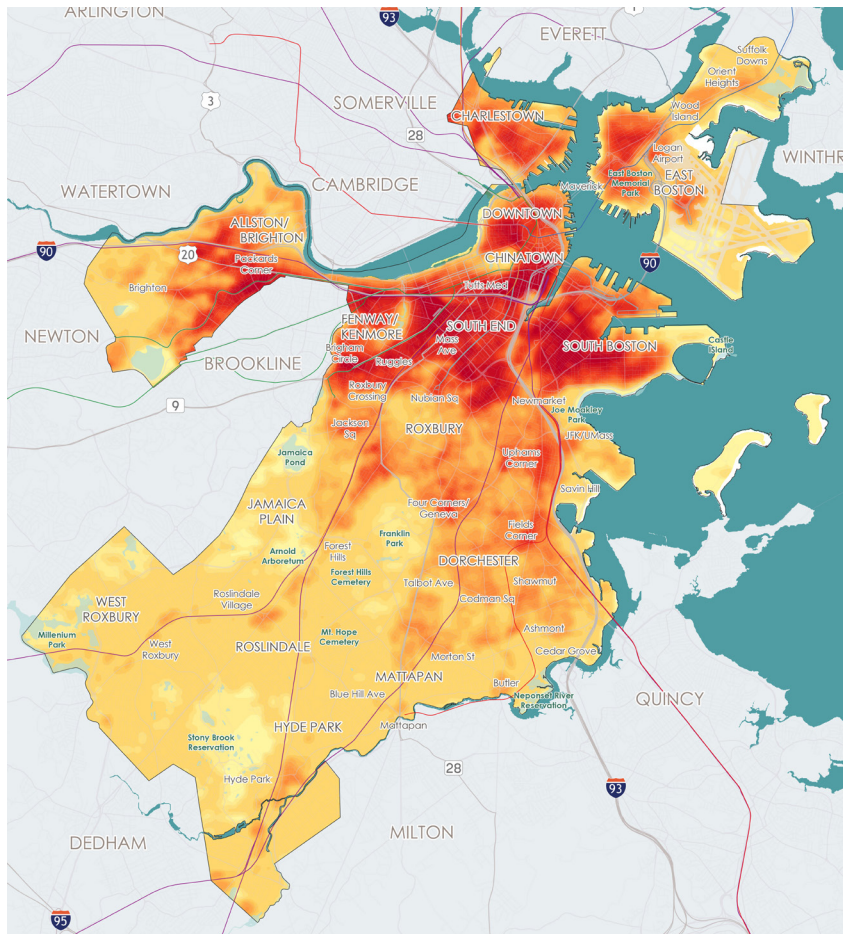 ARLINGTON
93
1
EVERETT
Suffolk
Downs
Orient
Heights
3
SOMERVILLE
Wood
Island
CHARLESTOWN
28
Logan
Airport
WINTHR
WATERTOWN
CAMBRIDGE
East Boston
Memorial
Park
EAST
BOSTON
Maverick
ALLSTON/
BRIGHTON
DOWNTOWN
90
20
Packards
Corner
CHINATOWN
90
Brighton
Tufts Med
NEWTON
FENWAY/
KENMORE
SOUTH END
Mass
Ave
SOUTH BOSTON
Castle
Island
Brigham
Circle
BROOKLINE
Ruggles
Roxbury
Crossing
Nubian Sq
Newmarket
9
Joe Moakley
Park
Jackson
Sq
ROXBURY
JFK/UMass
Jamaica
Pond
Uphams
Corner
Savin Hill
JAMAICA
PLAIN
Four Corners/
Geneva
Franklin
Park
Fields
Corner
Arnold
Arboretum
Forest
Hills
DORCHESTER
Forest Hills
Cemetery
Talbot Ave
Shawmut
Roslindale
Village
Codman Sq
WEST
ROXBURY
Millenium
Park
Mt. Hope
Cemetery
Ashmont
West
Roxbury
ROSLINDALE
Cedar Grove
Morton St
MATTAPAN
Butler
Blue Hill Ave
Neponset River
Reservation
QUINCY
HYDE PARK
Mattapan
Stony Brook
Reservation
Hyde Park
28
93
DEDHAM
MILTON
95